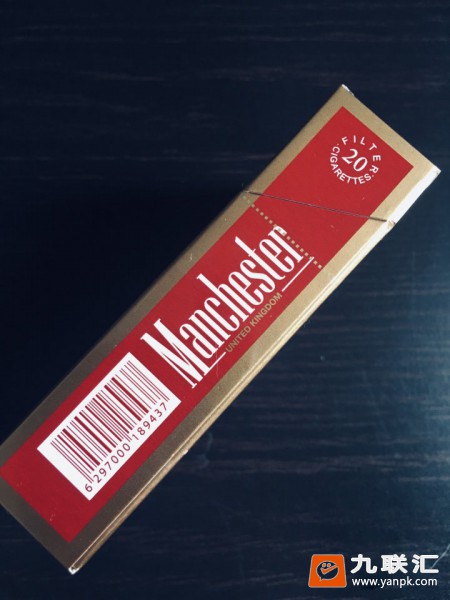 FILTER
20
CIGARETTES
Manchester
UNITED KINGDOM
6 297000 189437
九联汇
www.yanpk.com